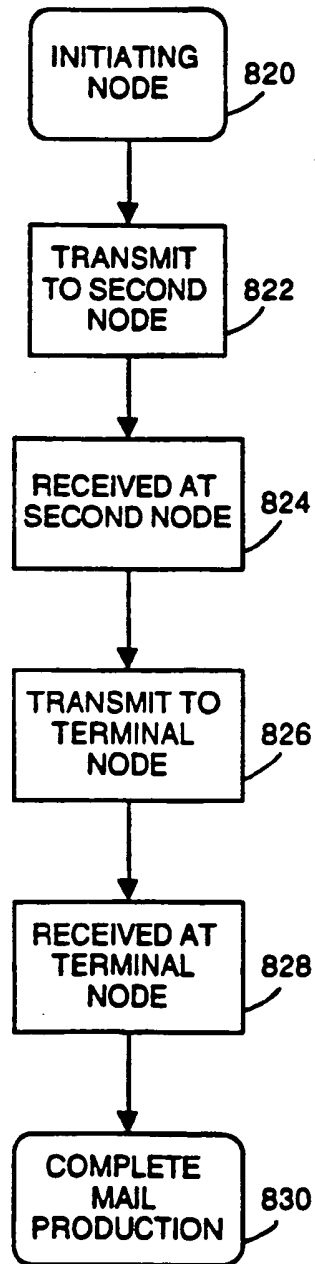 INITIATING
NODE
820
TRANSMIT
TO SECOND
NODE
822
RECEIVED AT
SECOND NODE
824
TRANSMIT TO
TERMINAL
NODE
826
RECEIVED AT
TERMINAL
NODE
828
COMPLETE
MAIL
PRODUCTION
830